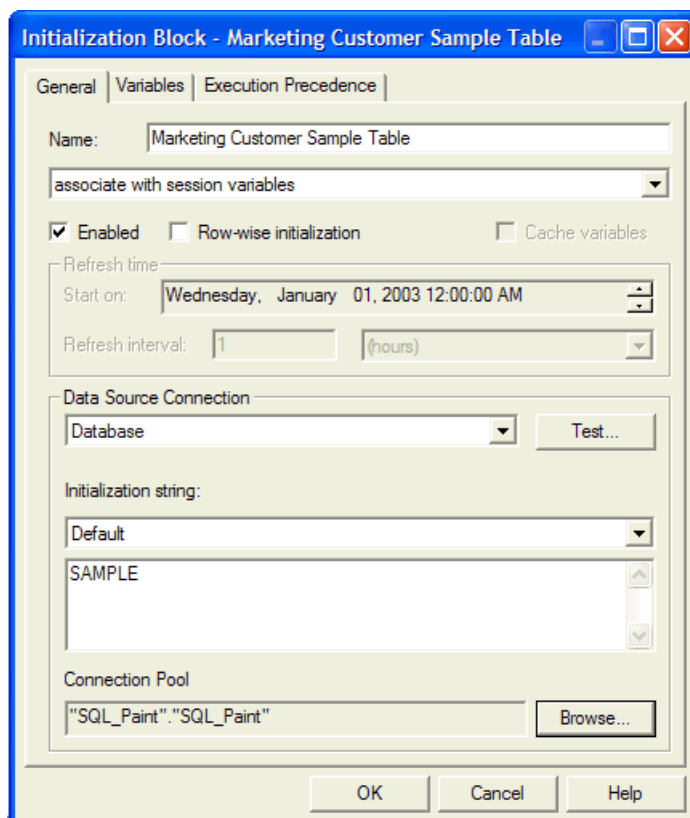 Initialization Block - Marketing Customer Sample Table
General Variables Execution Precedence
Name: Marketing Customer Sample Table
associate with session variables
Enabled Row-wise initialization Cache variables
Refresh time
Start on: Wednesday, January 01, 2003 12:00:00 AM
Refresh interval: 1 (hours)
Data Source Connection
Database Test...
Initialization string:
Default
SAMPLE
Connection Pool
"SQL_Paint"."SQL_Paint" Browse...
OK Cancel Help